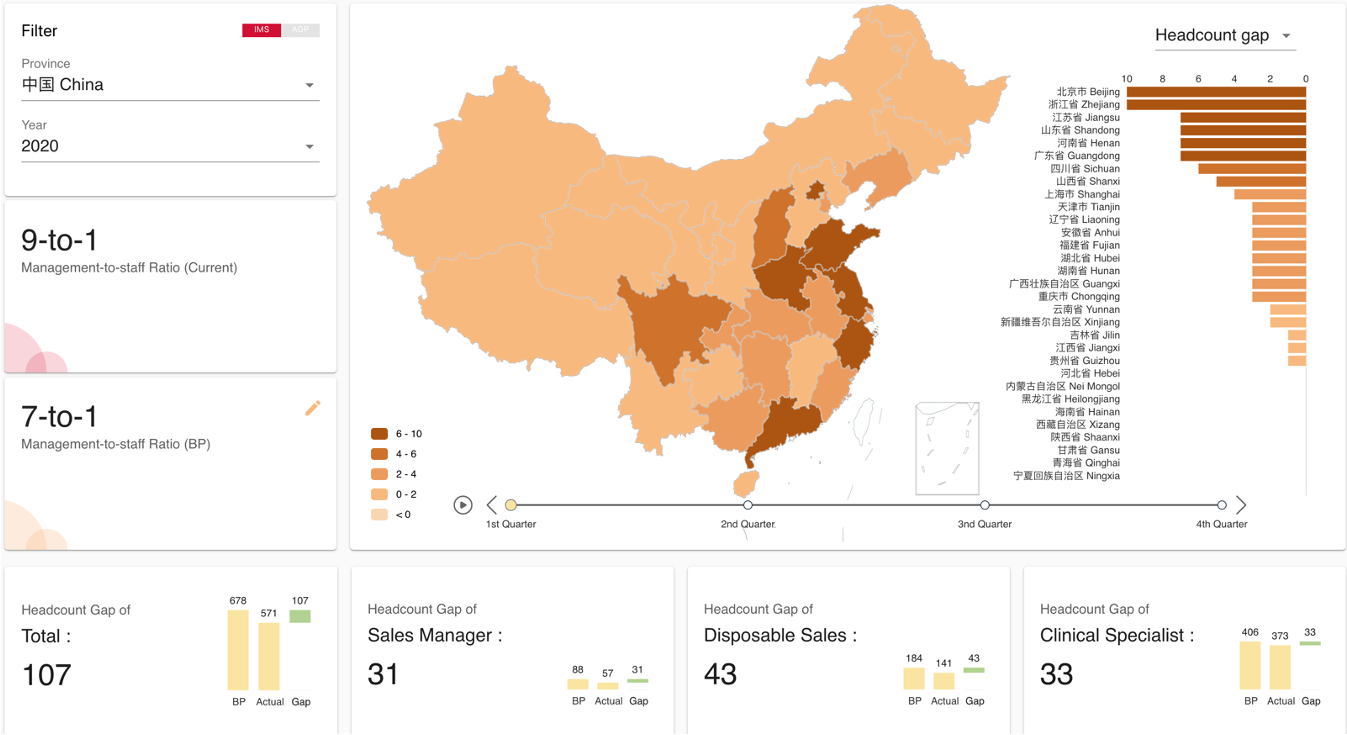 Filter
IMS AOP
Province
中国 China
Year
2020
9-to-1
Management-to-staff Ratio (Current)
7-to-1
Management-to-staff Ratio (BP)
Headcount gap
10 8 6 4 2 0
北京市 Beijing
浙江省 Zhejiang
江苏省 Jiangsu
山东省 Shandong
河南省 Henan
广东省 Guangdong
四川省 Sichuan
山西省 Shanxi
上海市 Shanghai
天津市 Tianjin
辽宁省 Liaoning
安徽省 Anhui
福建省 Fujian
湖北省 Hubei
湖南省 Hunan
广西壮族自治区 Guangxi
重庆市 Chongqing
云南省 Yunnan
新疆维吾尔自治区 Xinjiang
吉林省 Jilin
江西省 Jiangxi
贵州省 Guizhou
河北省 Hebei
内蒙古自治区 Nei Mongol
黑龙江省 Heilongjiang
海南省 Hainan
西藏自治区 Xizang
陕西省 Shaanxi
甘肃省 Gansu
青海省 Qinghai
宁夏回族自治区 Ningxia
6 - 10
4 - 6
2 - 4
0 - 2
< 0
1st Quarter 2nd Quarter 3nd Quarter 4th Quarter
Headcount Gap of
Total :
107
678 571 107
BP Actual Gap
Headcount Gap of
Sales Manager :
31
88 57 31
BP Actual Gap
Headcount Gap of
Disposable Sales :
43
184 141 43
BP Actual Gap
Headcount Gap of
Clinical Specialist :
33
406 373 33
BP Actual Gap